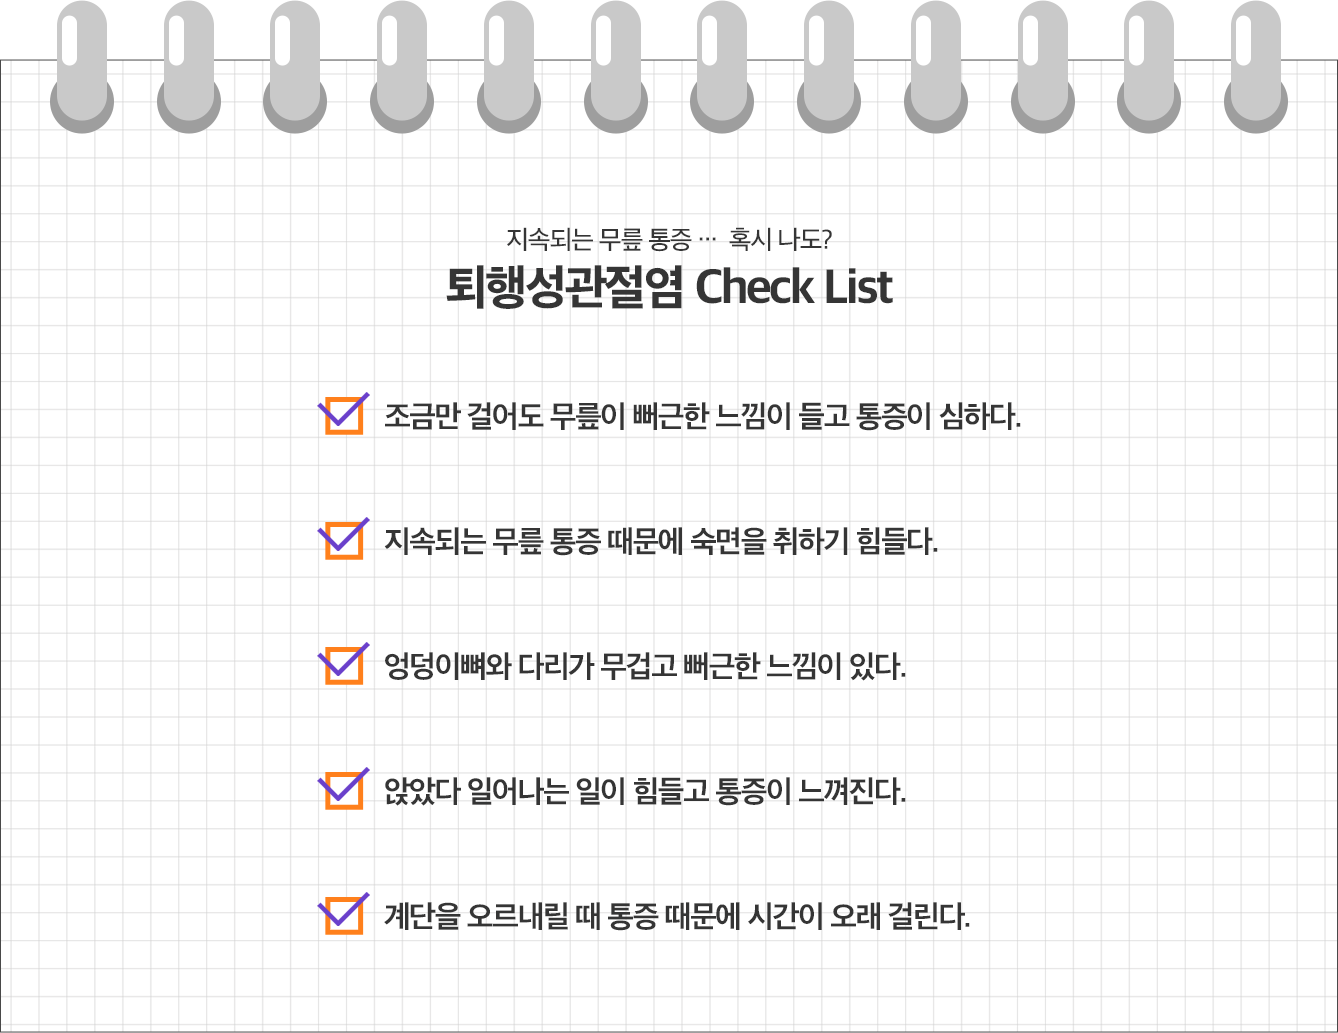 지속되는 무릎 통증 ··· 혹시 나도?
퇴행성관절염 Check List
조금만 걸어도 무릎이 뻐근한 느낌이 들고 통증이 심하다.
지속되는 무릎 통증 때문에 숙면을 취하기 힘들다.
엉덩이뼈와 다리가 무겁고 뻐근한 느낌이 있다.
앉았다 일어나는 일이 힘들고 통증이 느껴진다.
계단을 오르내릴 때 통증 때문에 시간이 오래 걸린다.